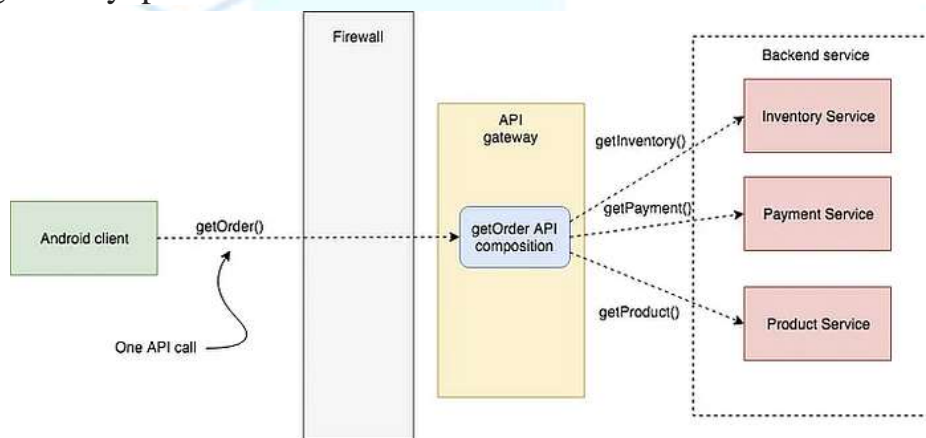 Firewall
Backend service
API
gateway
Inventory Service
getInventory()
getPayment()
Payment Service
getOrder()
Android client
getOrder API
composition
getProduct()
Product Service
One API call